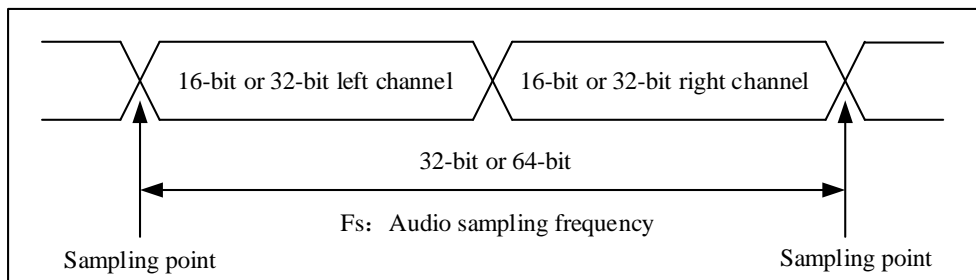 16-bit or 32-bit left channel
16-bit or 32-bit right channel
32-bit or 64-bit
Fs：Audio sampling frequency
Sampling point
Sampling point